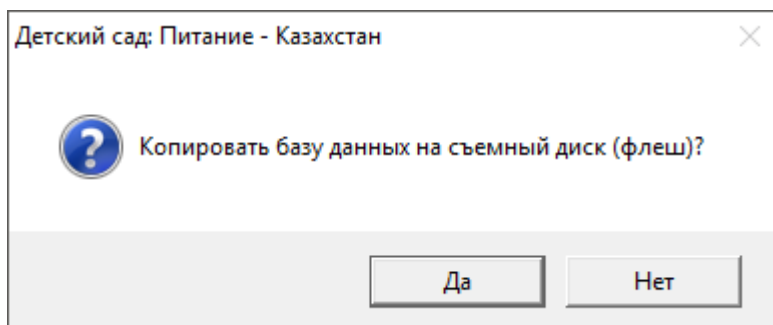 Детский сад: Питание - Казахстан
Копировать базу данных на съемный диск (флеш)?
Да
Нет